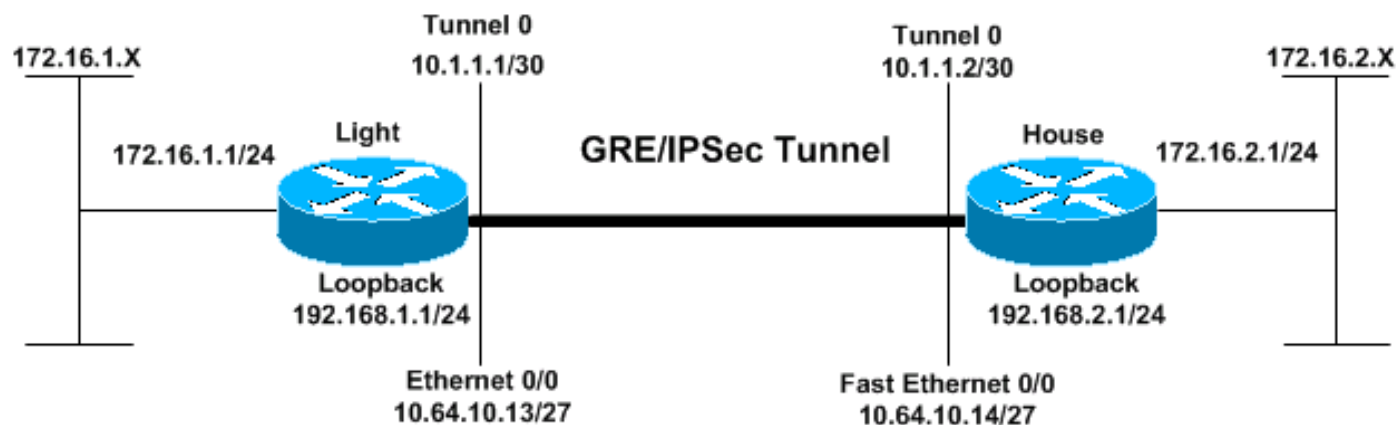 Tunnel 0
10.1.1.1/30
Tunnel 0
10.1.1.2/30
172.16.1.X
172.16.2.X
Light
House
GRE/IPSec Tunnel
172.16.1.1/24
172.16.2.1/24
Loopback
192.168.1.1/24
Loopback
192.168.2.1/24
Ethernet 0/0
10.64.10.13/27
Fast Ethernet 0/0
10.64.10.14/27